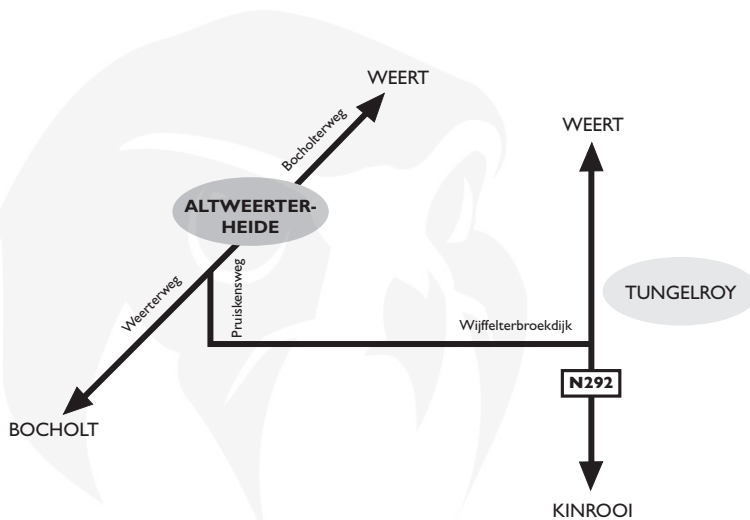 WEERT
Bocholterweg
WEERT
ALTWEERTER-
HEIDE
Pruiskensweg
Weerterweg
TUNGELROY
Wijffelterbroekdijk
N292
BOCHOLT
KINROOI